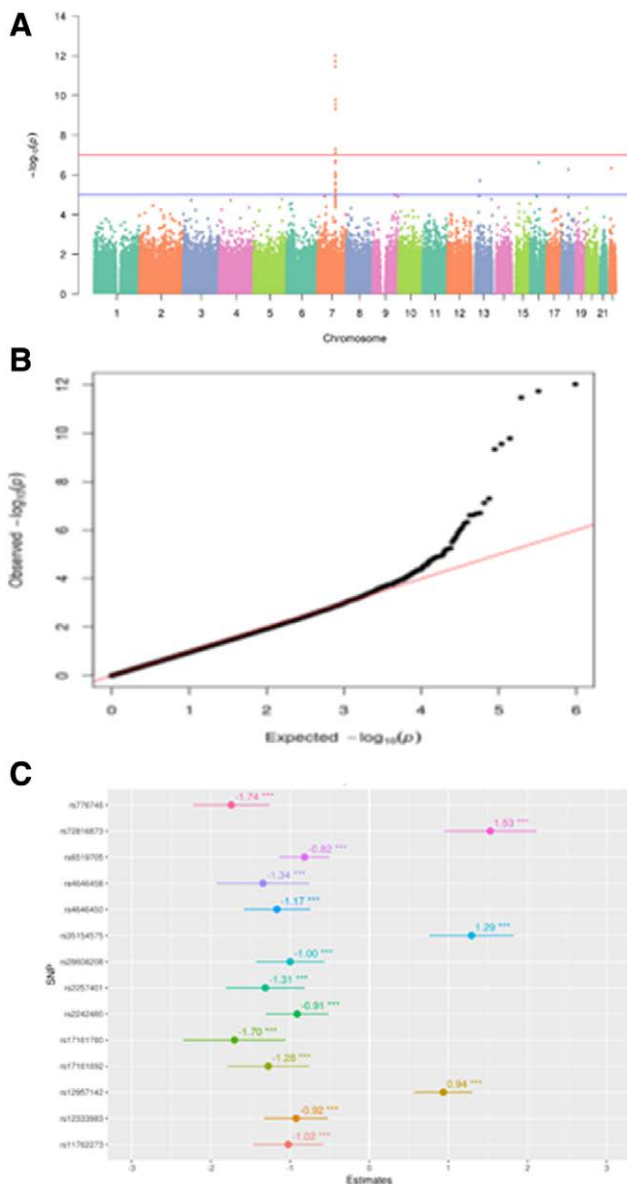 A
14
12
10
8
6
4
2
0
−log₁₀(p)
1 2 3 4 5 6 7 8 9 10 11 12 13 15 17 19 21
Chromosome
B
12
10
8
6
4
2
0
Observed −log₁₀(p)
0 1 2 3 4 5 6
Expected −log₁₀(p)
C
SNP
rs776746 -1.74 ***
rs72616873 1.53 ***
rs6519705 -0.82 ***
rs4646458 -1.34 ***
rs4646450 -1.17 ***
rs35154575 1.29 ***
-1.00 ***
rs2257401 -1.31 ***
rs2242480 -0.91 ***
rs17161780 -1.70 ***
rs17161892 -1.28 ***
rs12957142 0.94 ***
rs12333983 -0.92 ***
rs11762273 -1.02 ***
-3 -2 -1 0 1 2 3
Estimates